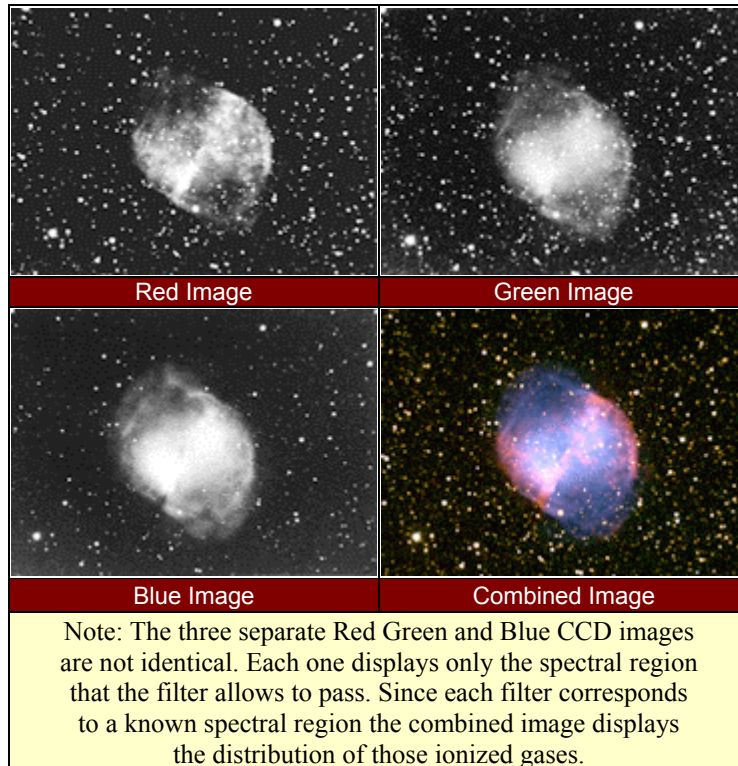 Red Image
Green Image
Blue Image
Combined Image
Note: The three separate Red Green and Blue CCD images
are not identical. Each one displays only the spectral region
that the filter allows to pass. Since each filter corresponds
to a known spectral region the combined image displays
the distribution of those ionized gases.